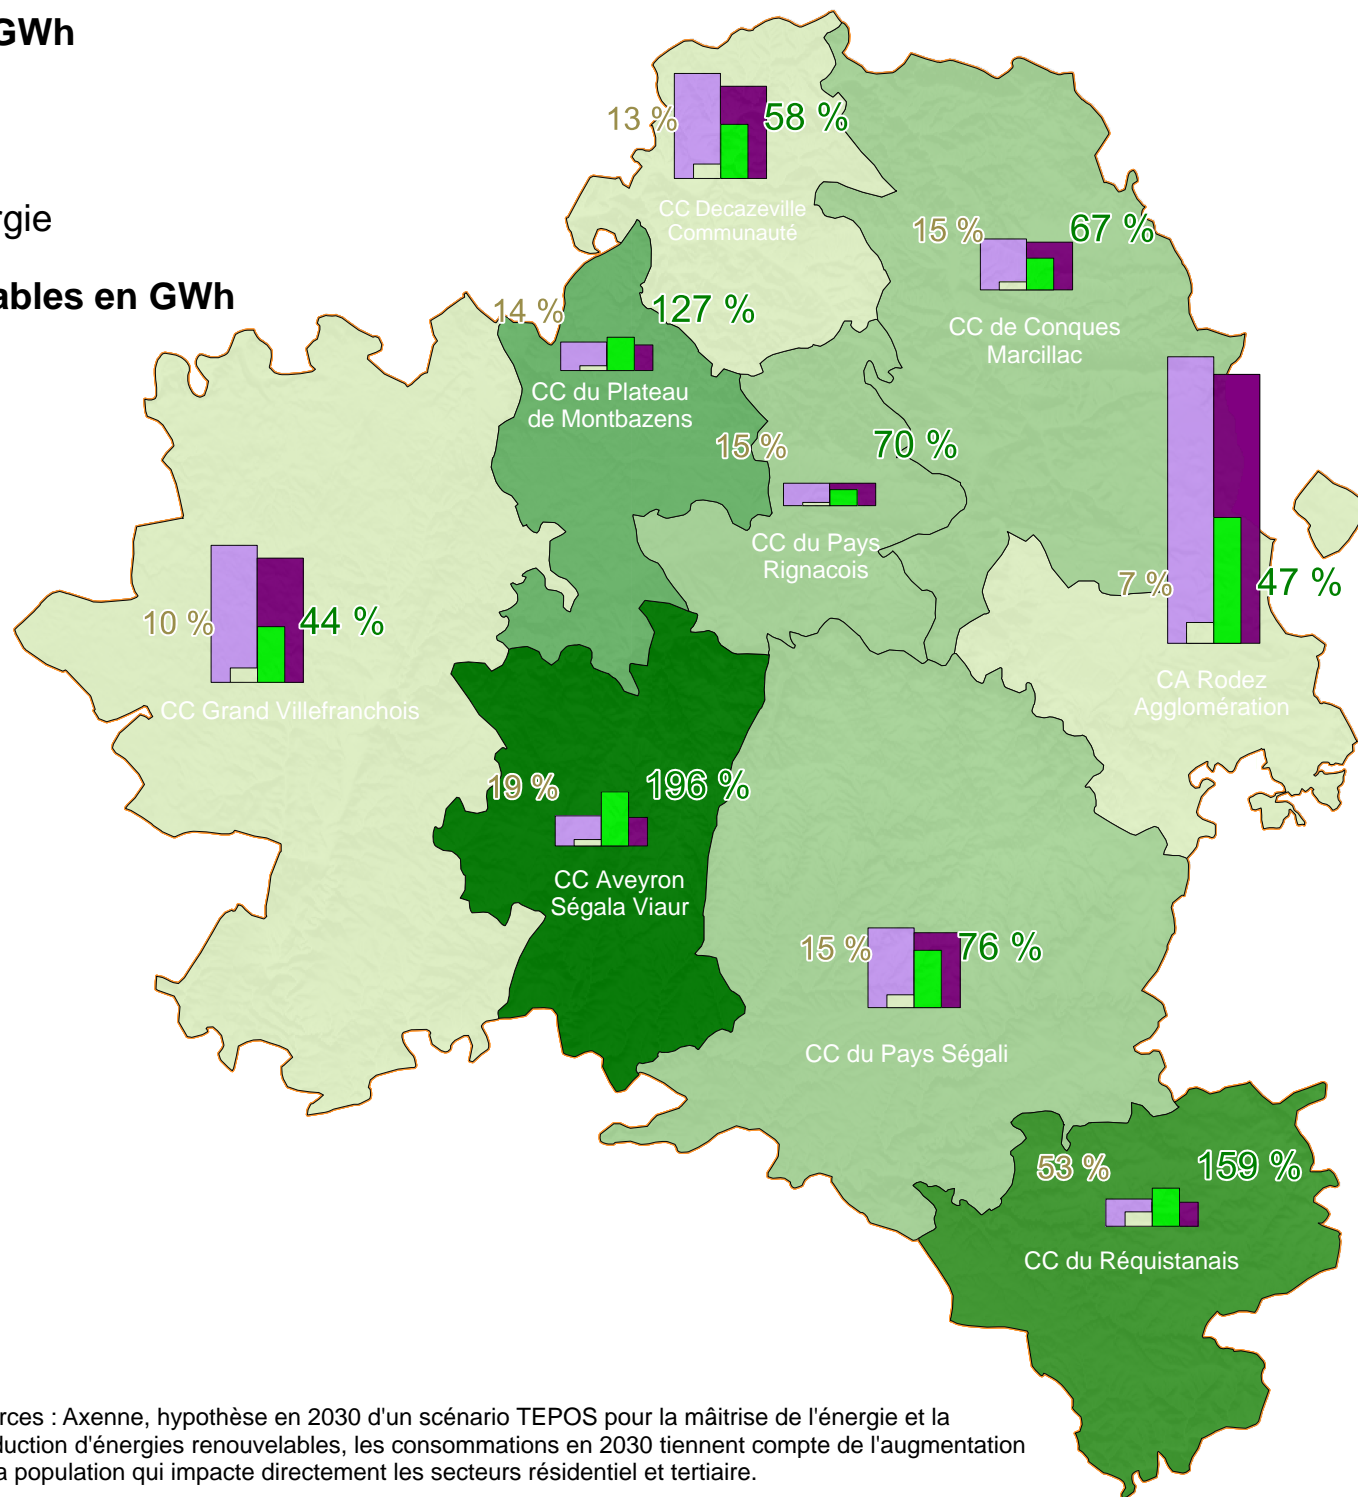 GWh
13 %
58 %
CC Decazeville
Communauté
rgie
15 %
67 %
ables en GWh
14 %
127 %
CC de Conques
Marcillac
CC du Plateau
de Montbazens
15 %
70 %
CC du Pays
Rignacois
7 %
47 %
10 %
44 %
CA Rodez
Agglomération
CC Grand Villefranchois
19 %
196 %
CC Aveyron
Ségala Viaur
15 %
76 %
CC du Pays Ségali
53 %
159 %
CC du Réquistanais
rces : Axenne, hypothèse en 2030 d'un scénario TEPOS pour la mâitrise de l'énergie et la
duction d'énergies renouvelables, les consommations en 2030 tiennent compte de l'augmentation
a population qui impacte directement les secteurs résidentiel et tertiaire.